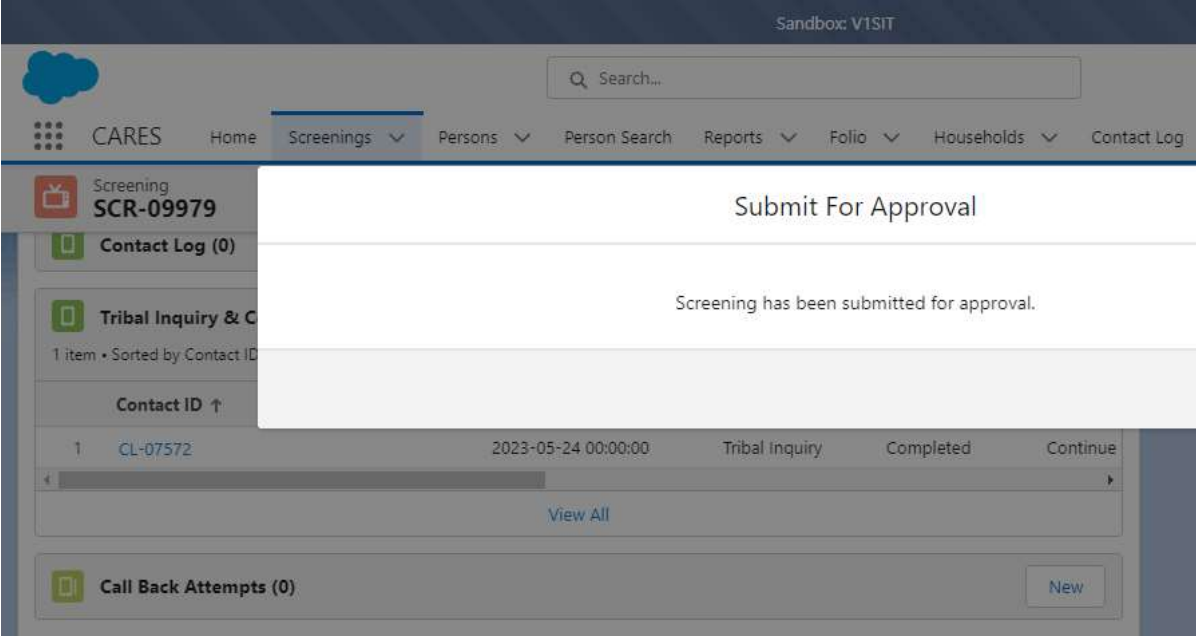 Sandbox: V1SIT
Search...
CARES Home Screenings Persons Person Search Reports Folio Households Contact Log
Screening
SCR-09979
Submit For Approval
Contact Log (0)
Screening has been submitted for approval.
Tribal Inquiry & C
1 item • Sorted by Contact ID
Contact ID ↑
1 CL-07572 2023-05-24 00:00:00 Tribal Inquiry Completed Continue
View All
Call Back Attempts (0) New